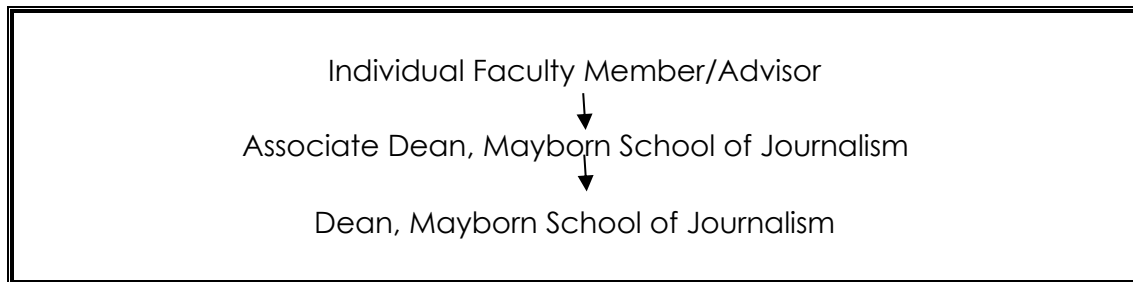 Individual Faculty Member/Advisor
Associate Dean, Mayborn School of Journalism
Dean, Mayborn School of Journalism